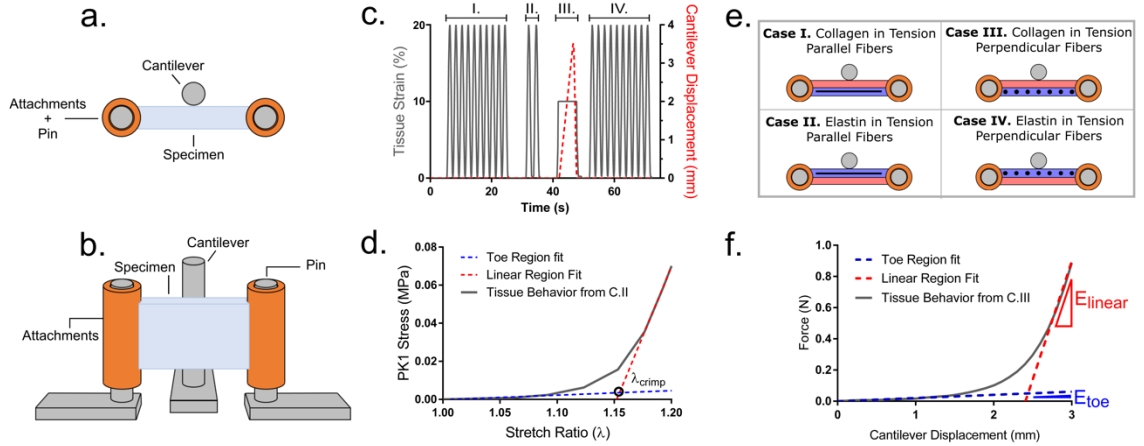 a.
Cantilever
Attachments
+
Pin
Specimen
b.
Cantilever
Specimen
Pin
Attachments
c.
I.
II.
III.
IV.
Tissue Strain (%)
20
10
0
Cantilever Displacement (mm)
4
3
2
1
0
0
20
40
60
Time (s)
d.
Toe Region fit
Linear Region Fit
Tissue Behavior from C.II
PK1 Stress (MPa)
0.08
0.06
0.04
0.02
0.00
λcrimp
1.00
1.05
1.10
1.15
1.20
Stretch Ratio (λ)
e.
Case I. Collagen in Tension
Parallel Fibers
Case III. Collagen in Tension
Perpendicular Fibers
Case II. Elastin in Tension
Parallel Fibers
Case IV. Elastin in Tension
Perpendicular Fibers
f.
Toe Region Fit
Linear Region Fit
Tissue Behavior from C.III
Force (N)
1.0
0.8
0.6
0.4
0.2
0.0
Elinear
Etoe
0
1
2
3
Cantilever Displacement (mm)